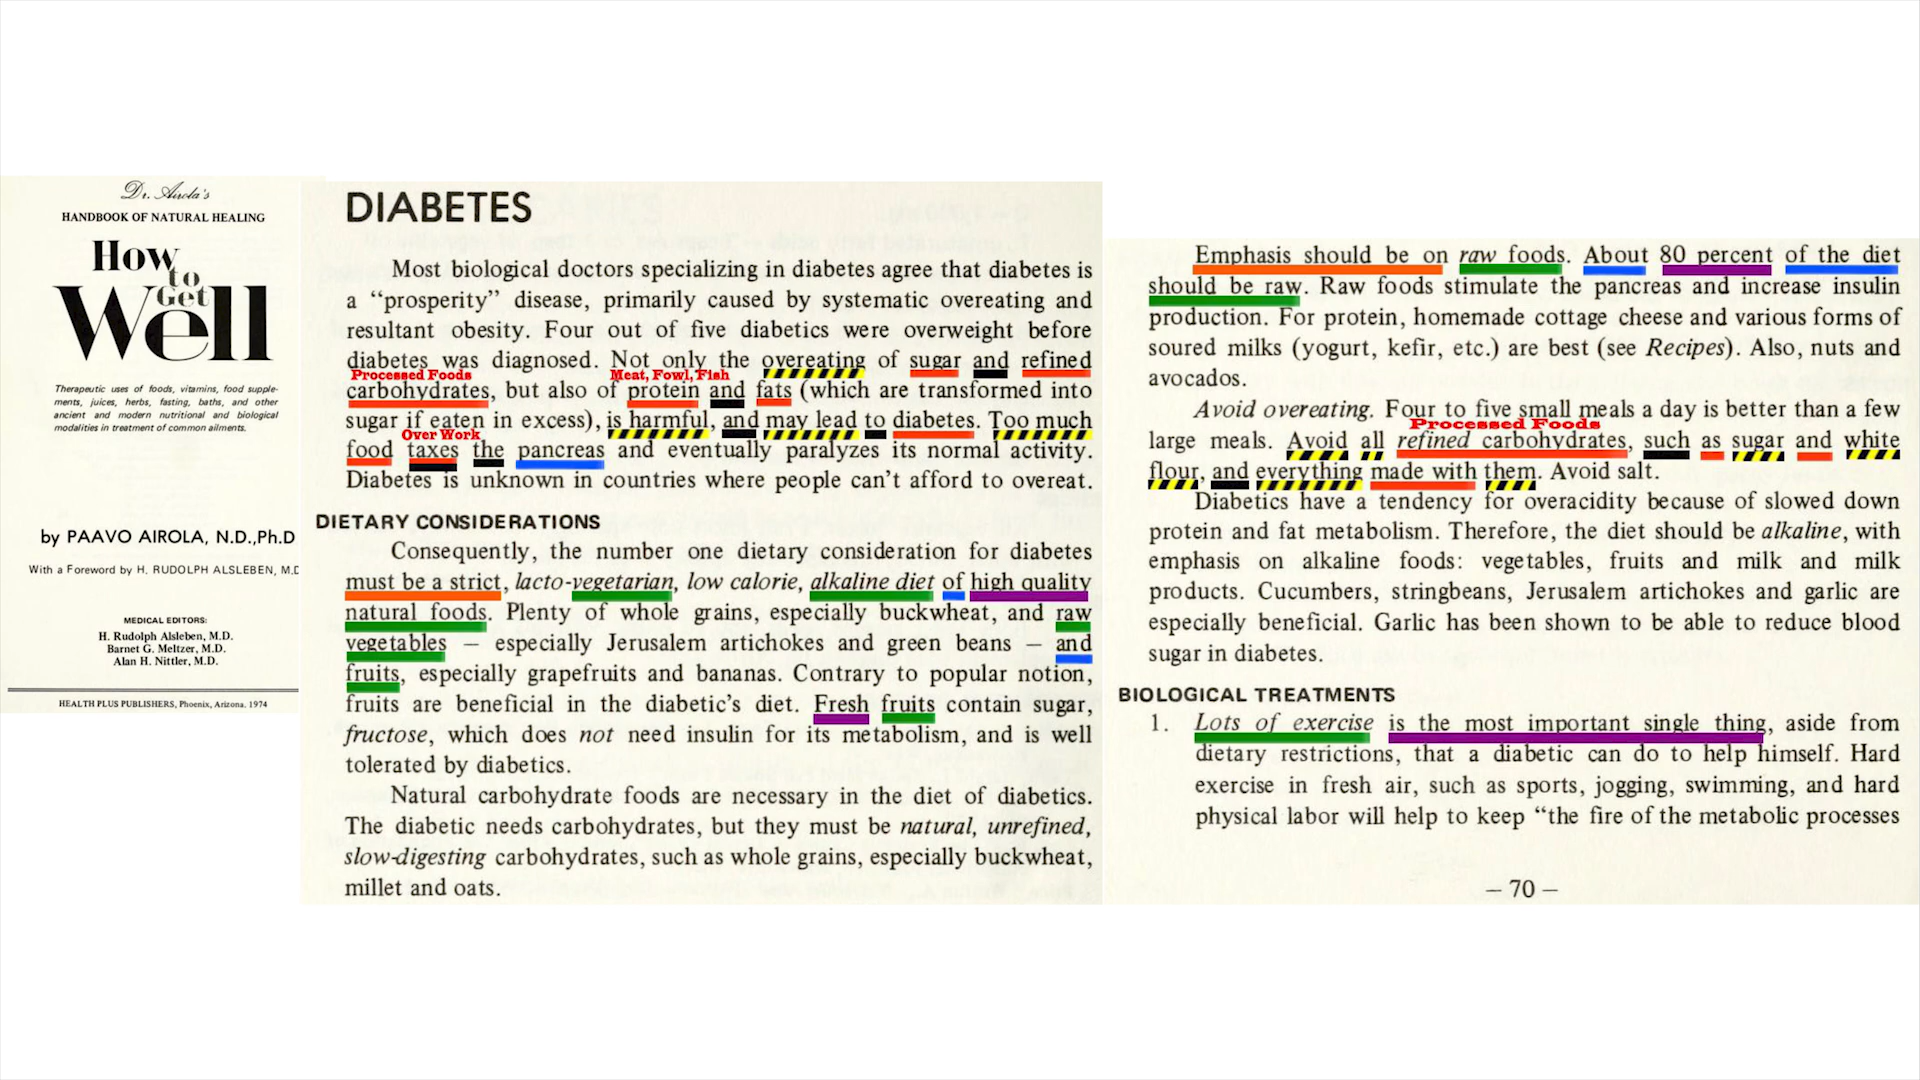 Dr. Airola's
HANDBOOK OF NATURAL HEALING
How
to
Get
Well
Therapeutic uses of foods, vitamins, food supple-
ments, juices, herbs, fasting, baths, and other
ancient and modern nutritional and biological
modalities in treatment of common ailments.
by PAAVO AIROLA, N.D.,Ph.D
With a Foreword by H. RUDOLPH ALSLEBEN, M.D
MEDICAL EDITORS:
H. Rudolph Alsleben, M.D.
Barnet G. Meltzer, M.D.
Alan H. Nittler, M.D.
HEALTH PLUS PUBLISHERS, Phoenix, Arizona, 1974
DIABETES
Most biological doctors specializing in diabetes agree that diabetes is
a “prosperity” disease, primarily caused by systematic overeating and
resultant obesity. Four out of five diabetics were overweight before
diabetes was diagnosed. Not only the overeating of sugar and refined
Processed Foods Meat, Fowl, Fish
carbohydrates, but also of protein and fats (which are transformed into
sugar if eaten in excess), is harmful, and may lead to diabetes. Too much
Over Work
food taxes the pancreas and eventually paralyzes its normal activity.
Diabetes is unknown in countries where people can't afford to overeat.
DIETARY CONSIDERATIONS
Consequently, the number one dietary consideration for diabetes
must be a strict, lacto-vegetarian, low calorie, alkaline diet of high quality
natural foods. Plenty of whole grains, especially buckwheat, and raw
vegetables — especially Jerusalem artichokes and green beans — and
fruits, especially grapefruits and bananas. Contrary to popular notion,
fruits are beneficial in the diabetic's diet. Fresh fruits contain sugar,
fructose, which does not need insulin for its metabolism, and is well
tolerated by diabetics.
Natural carbohydrate foods are necessary in the diet of diabetics.
The diabetic needs carbohydrates, but they must be natural, unrefined,
slow-digesting carbohydrates, such as whole grains, especially buckwheat,
millet and oats.
Emphasis should be on raw foods. About 80 percent of the diet
should be raw. Raw foods stimulate the pancreas and increase insulin
production. For protein, homemade cottage cheese and various forms of
soured milks (yogurt, kefir, etc.) are best (see Recipes). Also, nuts and
avocados.
Avoid overeating. Four to five small meals a day is better than a few
Processed Foods
large meals. Avoid all refined carbohydrates, such as sugar and white
flour, and everything made with them. Avoid salt.
Diabetics have a tendency for overacidity because of slowed down
protein and fat metabolism. Therefore, the diet should be alkaline, with
emphasis on alkaline foods: vegetables, fruits and milk and milk
products. Cucumbers, stringbeans, Jerusalem artichokes and garlic are
especially beneficial. Garlic has been shown to be able to reduce blood
sugar in diabetes.
BIOLOGICAL TREATMENTS
1. Lots of exercise is the most important single thing, aside from
dietary restrictions, that a diabetic can do to help himself. Hard
exercise in fresh air, such as sports, jogging, swimming, and hard
physical labor will help to keep “the fire of the metabolic processes
– 70 –